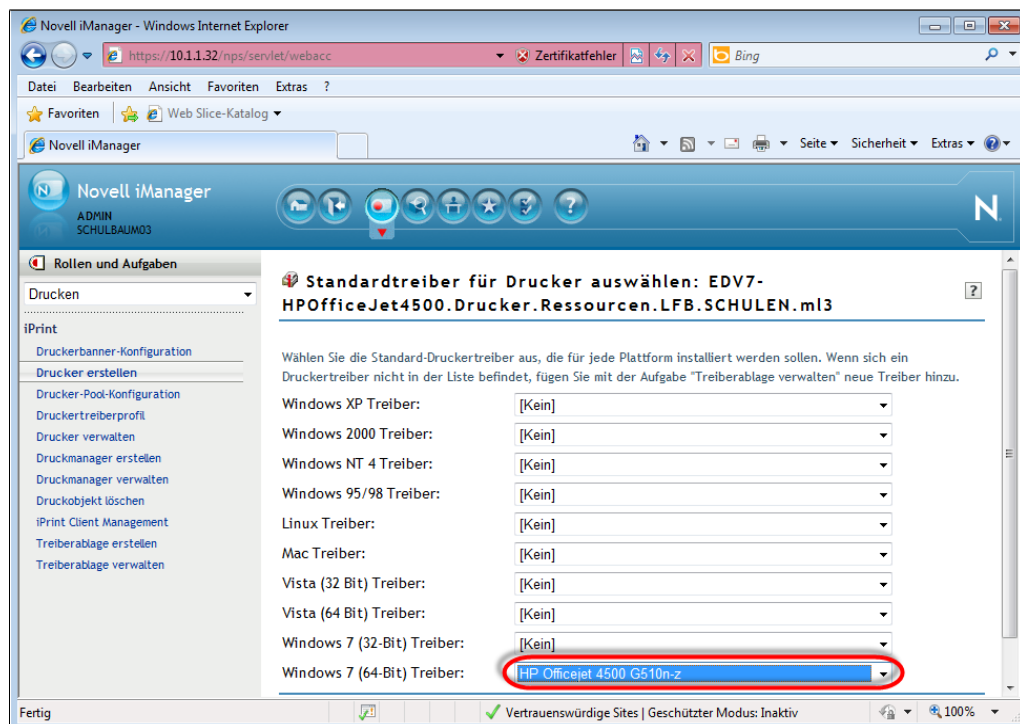 Novell iManager - Windows Internet Explorer
https://10.1.1.32/nps/servlet/webacc
Zertifikatfehler
Bing
Datei Bearbeiten Ansicht Favoriten Extras ?
Favoriten Web Slice-Katalog
Novell iManager
Seite Sicherheit Extras
Novell iManager
ADMIN
SCHULBAUM03
N
Rollen und Aufgaben
Drucken
iPrint
Druckerbanner-Konfiguration
Drucker erstellen
Drucker-Pool-Konfiguration
Druckertreiberprofil
Drucker verwalten
Druckmanager erstellen
Druckmanager verwalten
Druckobjekt löschen
iPrint Client Management
Treiberablage erstellen
Treiberablage verwalten
Standardtreiber für Drucker auswählen: EDV7-
HPOfficeJet4500.Drucker.Ressourcen.LFB.SCHULEN.ml3
?
Wählen Sie die Standard-Druckertreiber aus, die für jede Plattform installiert werden sollen. Wenn sich ein
Druckertreiber nicht in der Liste befindet, fügen Sie mit der Aufgabe "Treiberablage verwalten" neue Treiber hinzu.
Windows XP Treiber: [Kein]
Windows 2000 Treiber: [Kein]
Windows NT 4 Treiber: [Kein]
Windows 95/98 Treiber: [Kein]
Linux Treiber: [Kein]
Mac Treiber: [Kein]
Vista (32 Bit) Treiber: [Kein]
Vista (64 Bit) Treiber: [Kein]
Windows 7 (32-Bit) Treiber: [Kein]
Windows 7 (64-Bit) Treiber: HP Officejet 4500 G510n-z
Fertig
Vertrauenswürdige Sites | Geschützter Modus: Inaktiv
100%